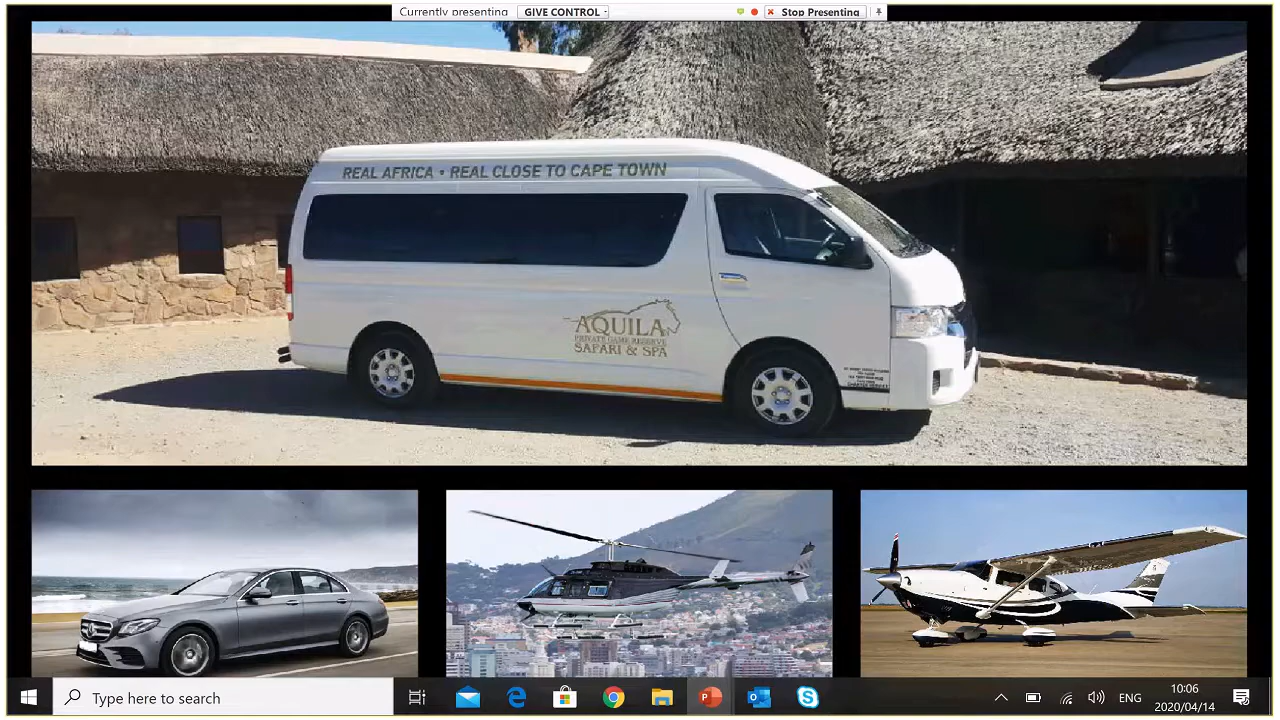 Currently presenting
GIVE CONTROL
Stop Presenting
REAL AFRICA • REAL CLOSE TO CAPE TOWN
AQUILA
PRIVATE GAME RESERVE
SAFARI & SPA
Type here to search
ENG
10:06
2020/04/14